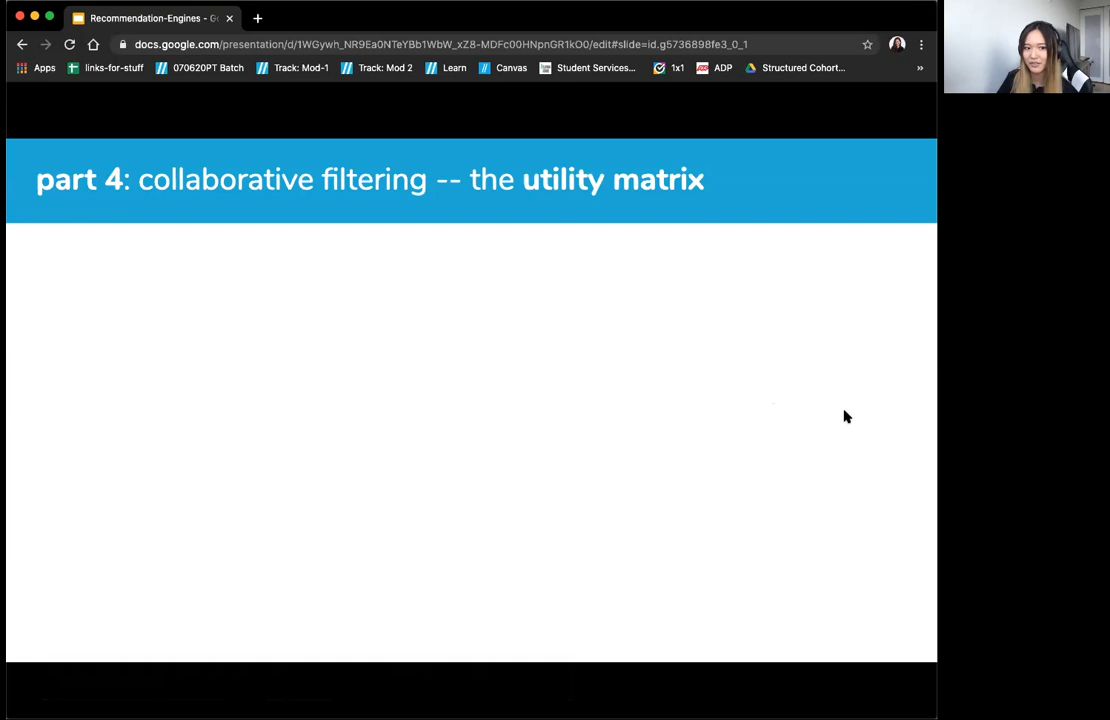 Recommendation-Engines - Go
docs.google.com/presentation/d/1WGywh_NR9Ea0NTeYBb1WbW_xZ8-MDFc00HNpnGR1kO0/edit#slide=id.g5736898fe3_0_1
Apps links-for-stuff 070620PT Batch Track: Mod-1 Track: Mod 2 Learn Canvas Student Services... 1x1 ADP Structured Cohort... »
part 4: collaborative filtering -- the utility matrix